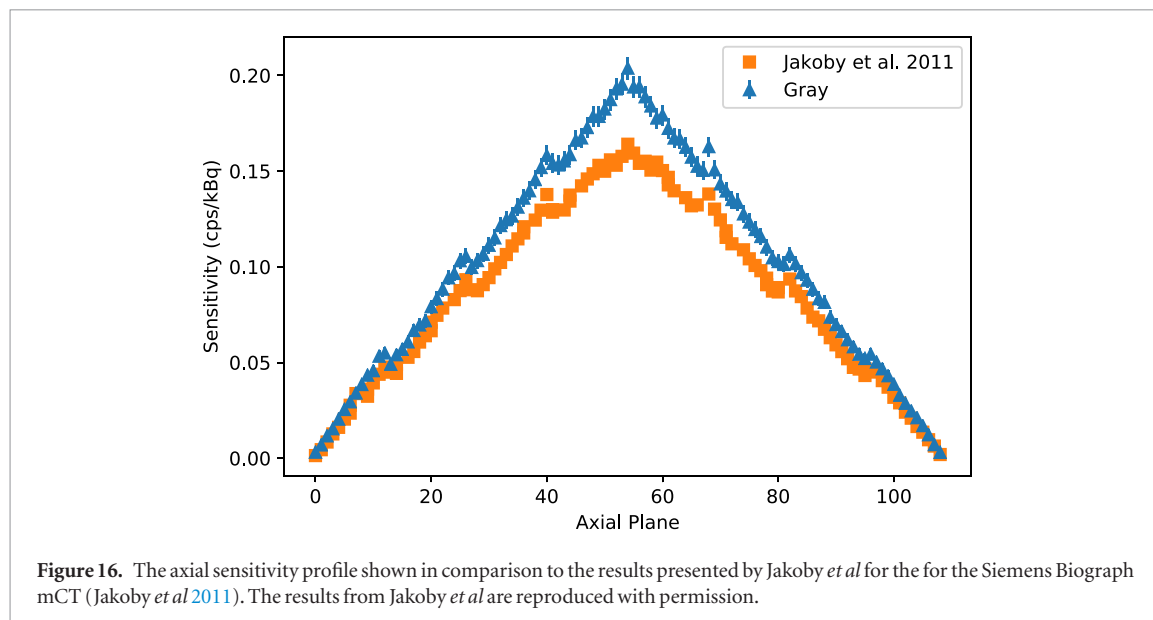 0.20
0.15
0.10
0.05
0.00
Sensitivity (cps/kBq)
Jakoby et al. 2011
Gray
0 20 40 60 80 100
Axial Plane
Figure 16. The axial sensitivity profile shown in comparison to the results presented by Jakoby et al for the for the Siemens Biograph
mCT (Jakoby et al 2011). The results from Jakoby et al are reproduced with permission.